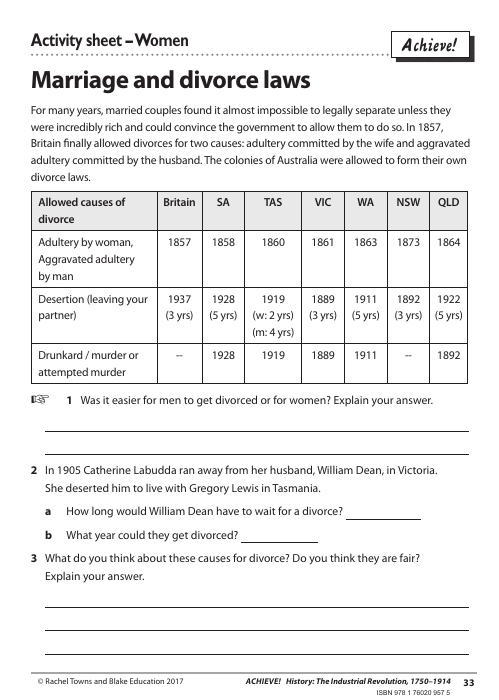 Activity sheet – Women
Achieve!
Marriage and divorce laws
For many years, married couples found it almost impossible to legally separate unless they
were incredibly rich and could convince the government to allow them to do so. In 1857,
Britain finally allowed divorces for two causes: adultery committed by the wife and aggravated
adultery committed by the husband. The colonies of Australia were allowed to form their own
divorce laws.
Allowed causes of divorce Britain SA TAS VIC WA NSW QLD
Adultery by woman, Aggravated adultery by man 1857 1858 1860 1861 1863 1873 1864
Desertion (leaving your partner) 1937 (3 yrs) 1928 (5 yrs) 1919 (w: 2 yrs) (m: 4 yrs) 1889 (3 yrs) 1911 (5 yrs) 1892 (3 yrs) 1922 (5 yrs)
Drunkard / murder or attempted murder -- 1928 1919 1889 1911 -- 1892
1 Was it easier for men to get divorced or for women? Explain your answer.
2 In 1905 Catherine Labudda ran away from her husband, William Dean, in Victoria.
She deserted him to live with Gregory Lewis in Tasmania.
a How long would William Dean have to wait for a divorce?
b What year could they get divorced?
3 What do you think about these causes for divorce? Do you think they are fair?
Explain your answer.
© Rachel Towns and Blake Education 2017
ACHIEVE! History: The Industrial Revolution, 1750–1914 33
ISBN 978 1 76020 957 5